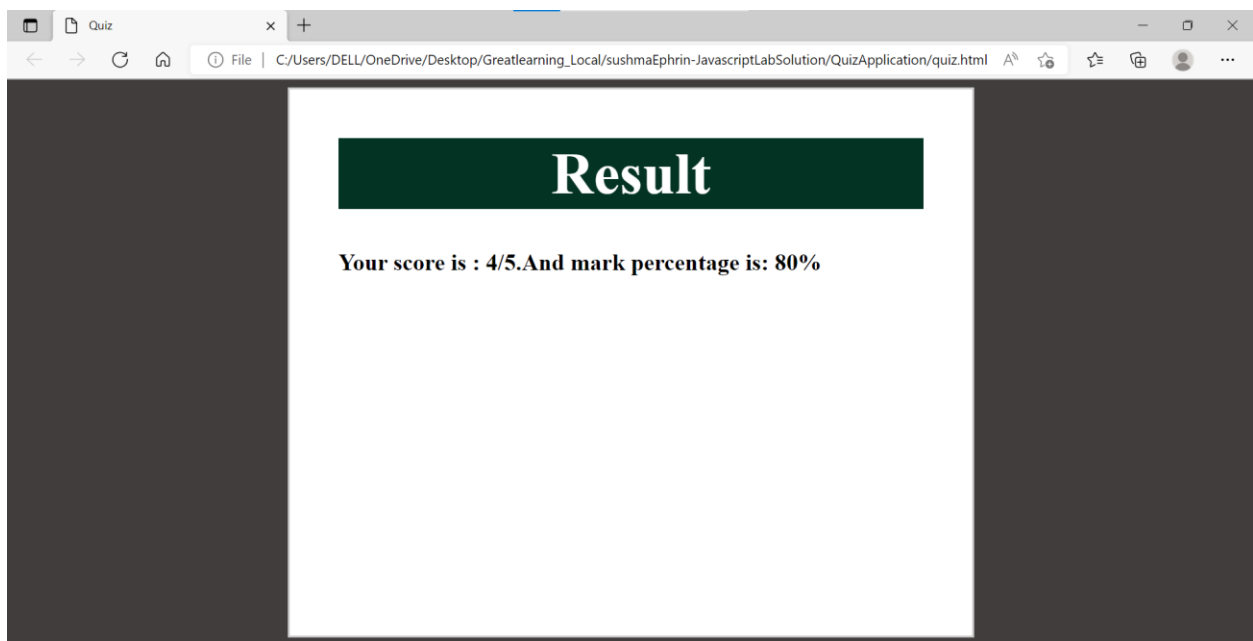 Quiz
File | C:/Users/DELL/OneDrive/Desktop/Greatlearning_Local/sushmaEphrin-JavascriptLabSolution/QuizApplication/quiz.html
Result
Your score is : 4/5.And mark percentage is: 80%